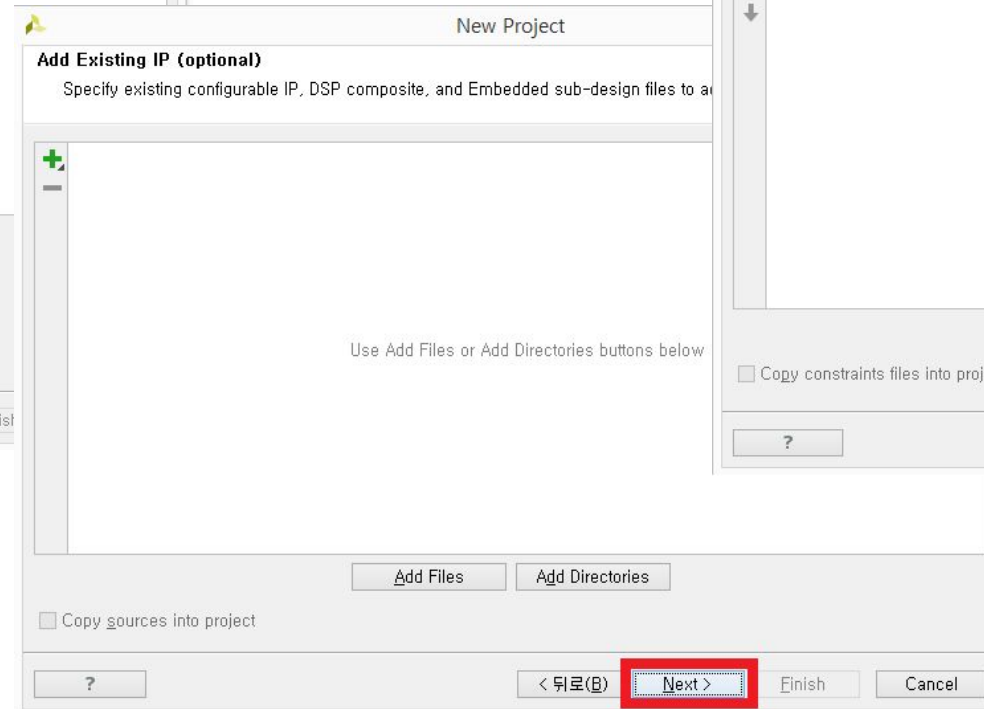 New Project
Add Existing IP (optional)
Specify existing configurable IP, DSP composite, and Embedded sub-design files to
Use Add Files or Add Directories buttons below
Copy constraints files into
?
Add Files
Add Directories
Copy sources into project
?
< 뒤로(B)
Next >
Finish
Cancel